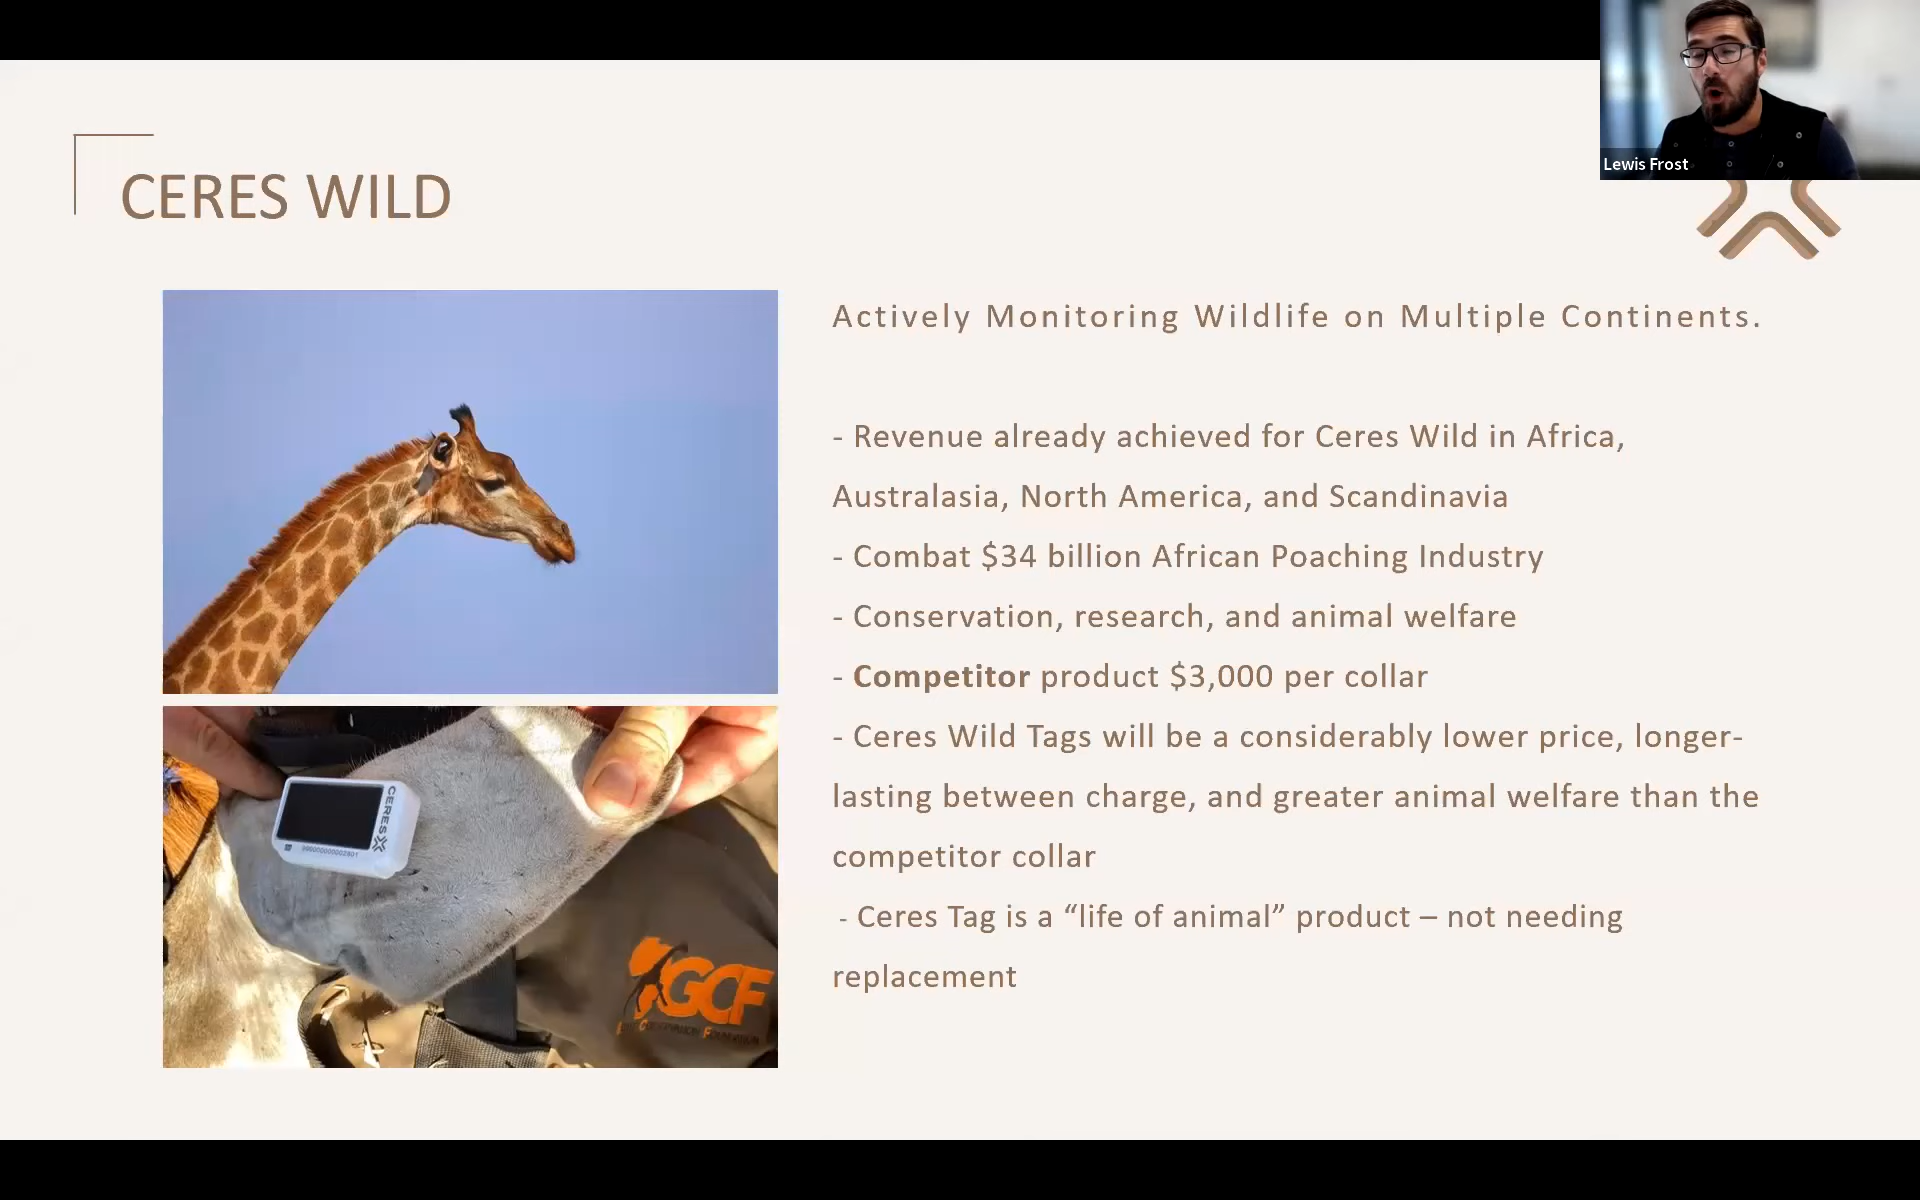 Lewis Frost
CERES WILD
Actively Monitoring Wildlife on Multiple Continents.
- Revenue already achieved for Ceres Wild in Africa,
Australasia, North America, and Scandinavia
- Combat $34 billion African Poaching Industry
- Conservation, research, and animal welfare
- Competitor product $3,000 per collar
- Ceres Wild Tags will be a considerably lower price, longer-
lasting between charge, and greater animal welfare than the
competitor collar
- Ceres Tag is a “life of animal” product – not needing
replacement
CERES
GCF